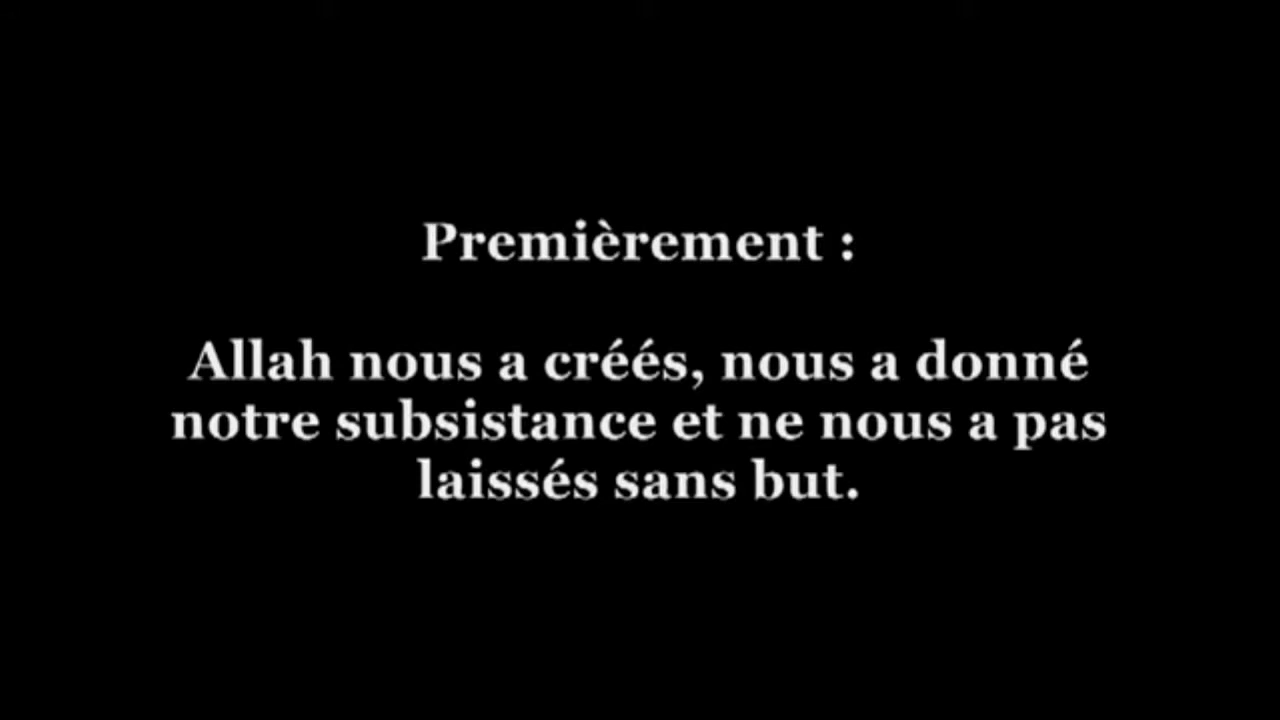 Premièrement :
Allah nous a créés, nous a donné
notre subsistance et ne nous a pas
laissés sans but.